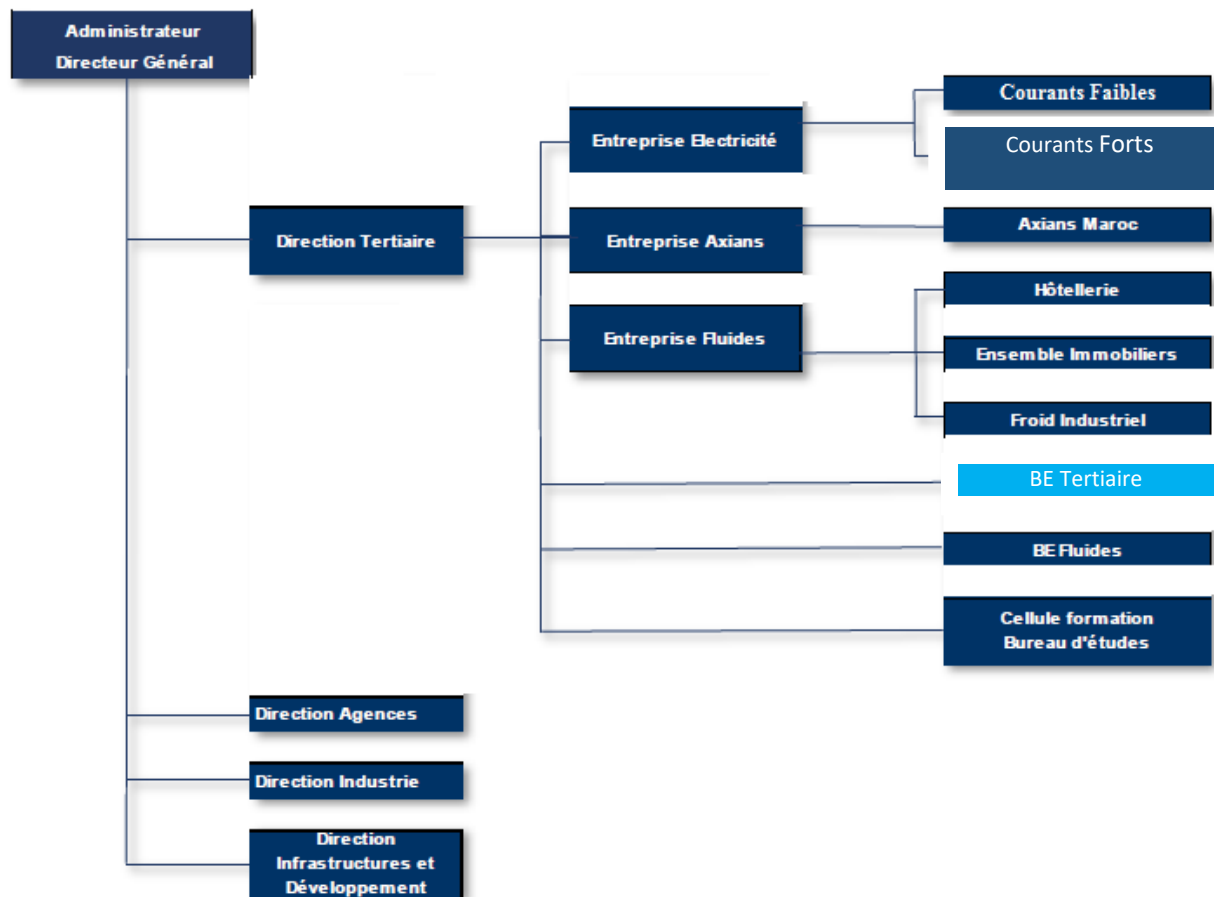 Administrateur
Directeur Général
Courants Faibles
Courants Forts
Entreprise Electricité
Direction Tertiaire
Entreprise Axians
Axians Maroc
Hôtellerie
Entreprise Fluides
Ensemble Immobiliers
Froid Industriel
BE Tertiaire
BE Fluides
Cellule formation
Bureau d'études
Direction Agences
Direction Industrie
Direction
Infrastructures et
Développement